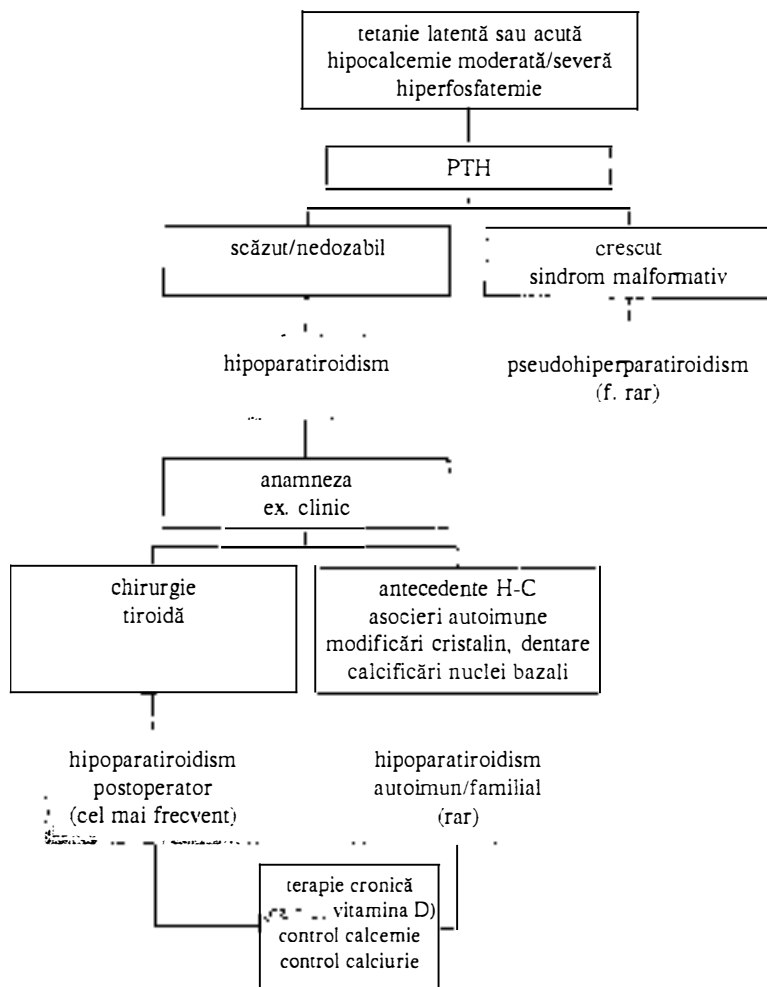 tetanie latentă sau acută
hipocalcemie moderată/severă
hiperfosfatemie
PTH
scăzut/nedozabil
crescut
sindrom malformativ
hipoparatiroidism
pseudohiperparatiroidism
(f. rar)
anamneza
ex. clinic
chirurgie
tiroidă
antecedente H-C
asocieri autoimune
modificări cristalin, dentare
calcificări nuclei bazali
hipoparatiroidism
postoperator
(cel mai frecvent)
hipoparatiroidism
autoimun/familial
(rar)
terapie cronică
vitamina D)
control calcemie
control calciurie